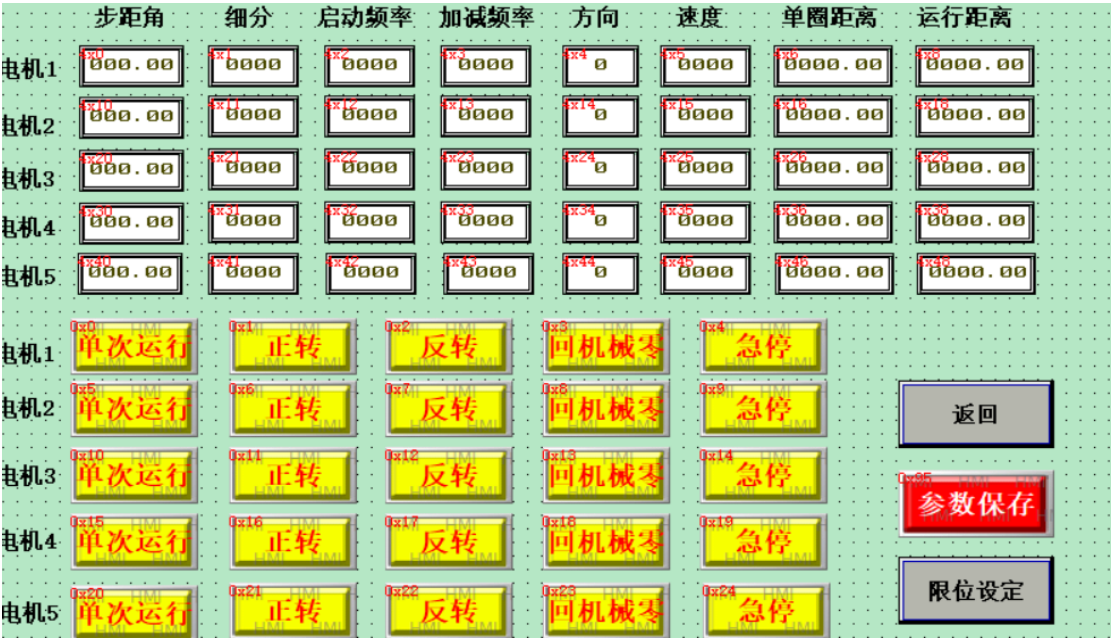 步距角 细分 启动频率 加减频率 方向 速度 单圈距离 运行距离
4x0 4x1 4x2 4x3 4x4 4x5 4x6 4x8
电机1 000.00 0000 0000 0000 0 0000 0000.00 0000.00
4x10 4x11 4x12 4x13 4x14 4x15 4x16 4x18
电机2 000.00 0000 0000 0000 0 0000 0000.00 0000.00
4x20 4x21 4x22 4x23 4x24 4x25 4x26 4x28
电机3 000.00 0000 0000 0000 0 0000 0000.00 0000.00
4x30 4x31 4x32 4x33 4x34 4x35 4x36 4x38
电机4 000.00 0000 0000 0000 0 0000 0000.00 0000.00
4x40 4x41 4x42 4x43 4x44 4x45 4x46 4x48
电机5 000.00 0000 0000 0000 0 0000 0000.00 0000.00
0x0 0x1 0x2 0x3 0x4
电机1 单次运行 正转 反转 回机械零 急停
0x5 0x6 0x7 0x8 0x9
电机2 单次运行 正转 反转 回机械零 急停
返回
0x10 0x11 0x12 0x13 0x14
电机3 单次运行 正转 反转 回机械零 急停
0x95
参数保存
0x15 0x16 0x17 0x18 0x19
电机4 单次运行 正转 反转 回机械零 急停
限位设定
0x20 0x21 0x22 0x23 0x24
电机5 单次运行 正转 反转 回机械零 急停